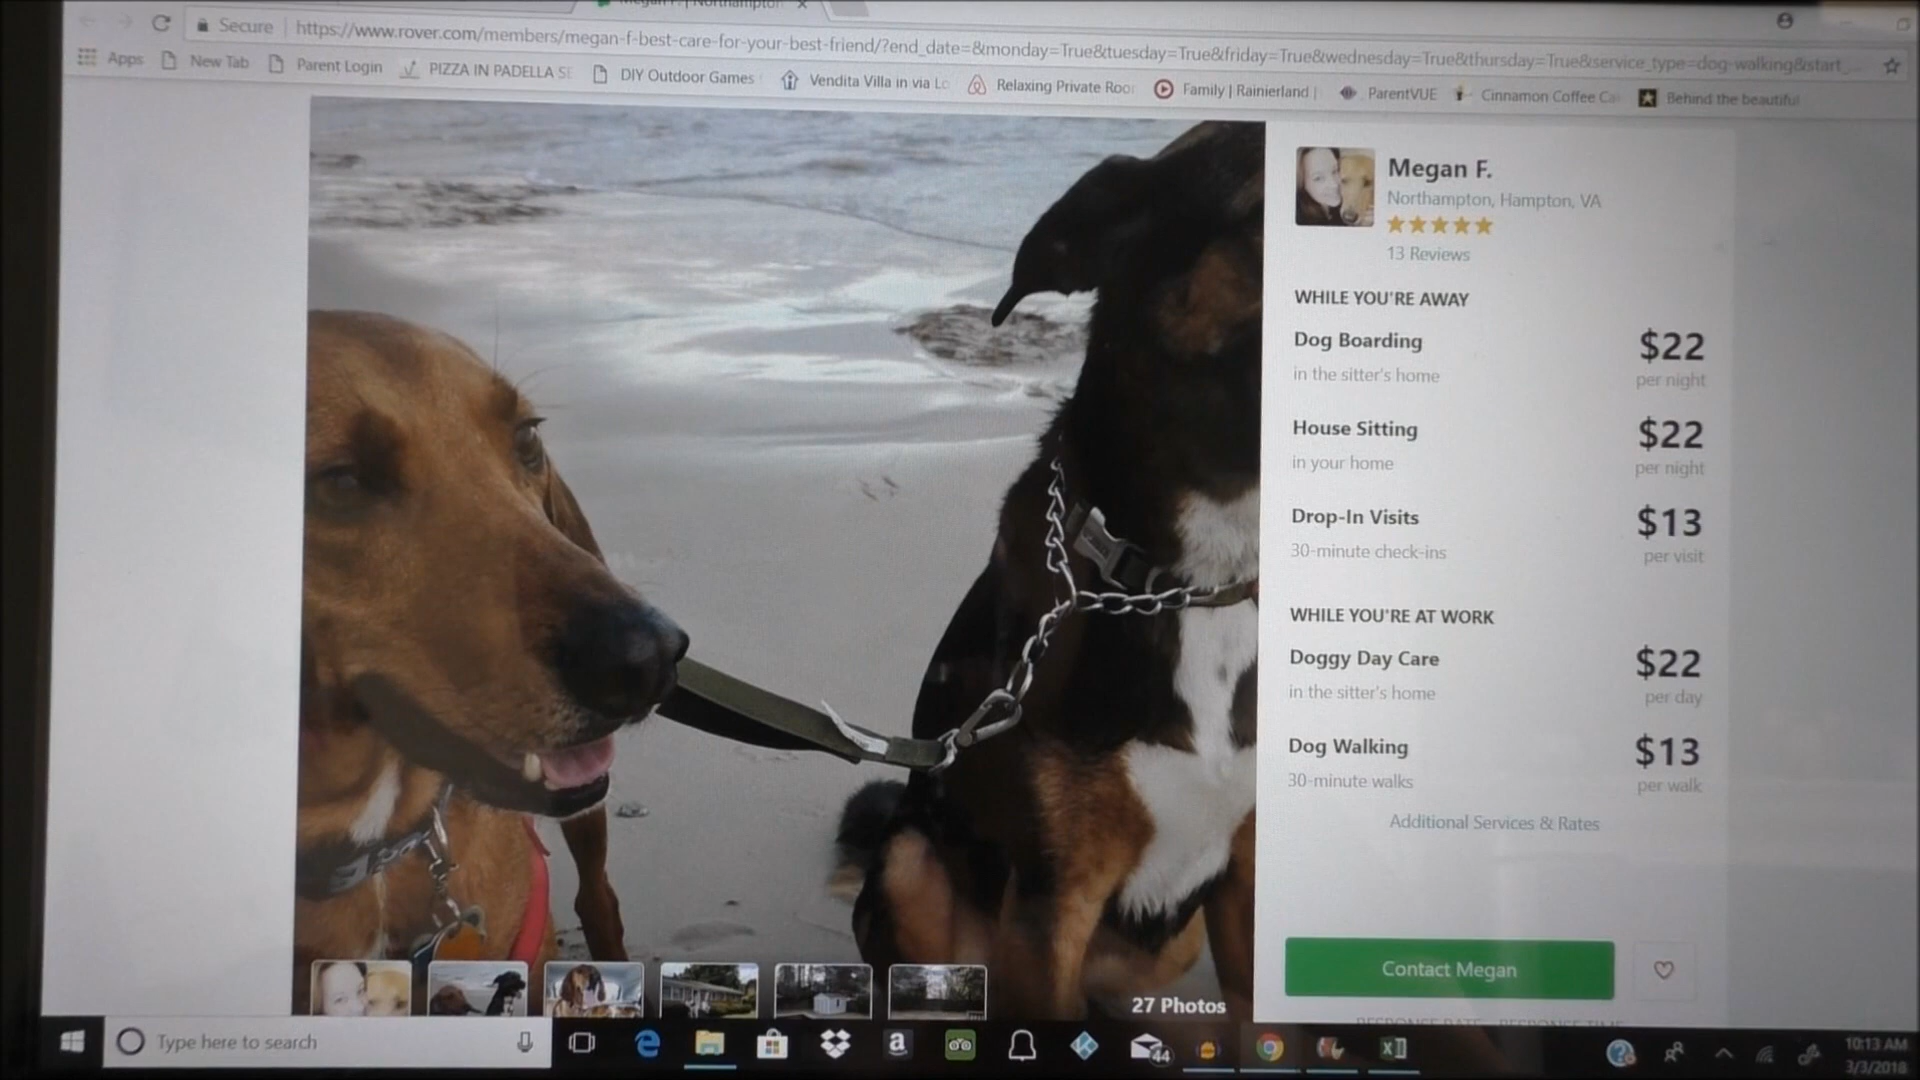 Secure https://www.rover.com/members/megan-f-best-care-for-your-best-friend/?end_date=&monday=True&tuesday=True&friday=True&wednesday=True&thursday=True&service_type=dog-walking&start_
Apps New Tab Parent Login PIZZA IN PADELLA SE DIY Outdoor Games Vendita Villa in via Lo Relaxing Private Roo Family | Rainierland | ParentVUE Cinnamon Coffee Ca Behind the beautiful
Megan F.
Northampton, Hampton, VA
13 Reviews
WHILE YOU'RE AWAY
Dog Boarding $22
in the sitter's home per night
House Sitting $22
in your home per night
Drop-In Visits $13
30-minute check-ins per visit
WHILE YOU'RE AT WORK
Doggy Day Care $22
in the sitter's home per day
Dog Walking $13
30-minute walks per walk
Additional Services & Rates
Contact Megan
27 Photos
Type here to search
44
10:13 AM
3/3/2018